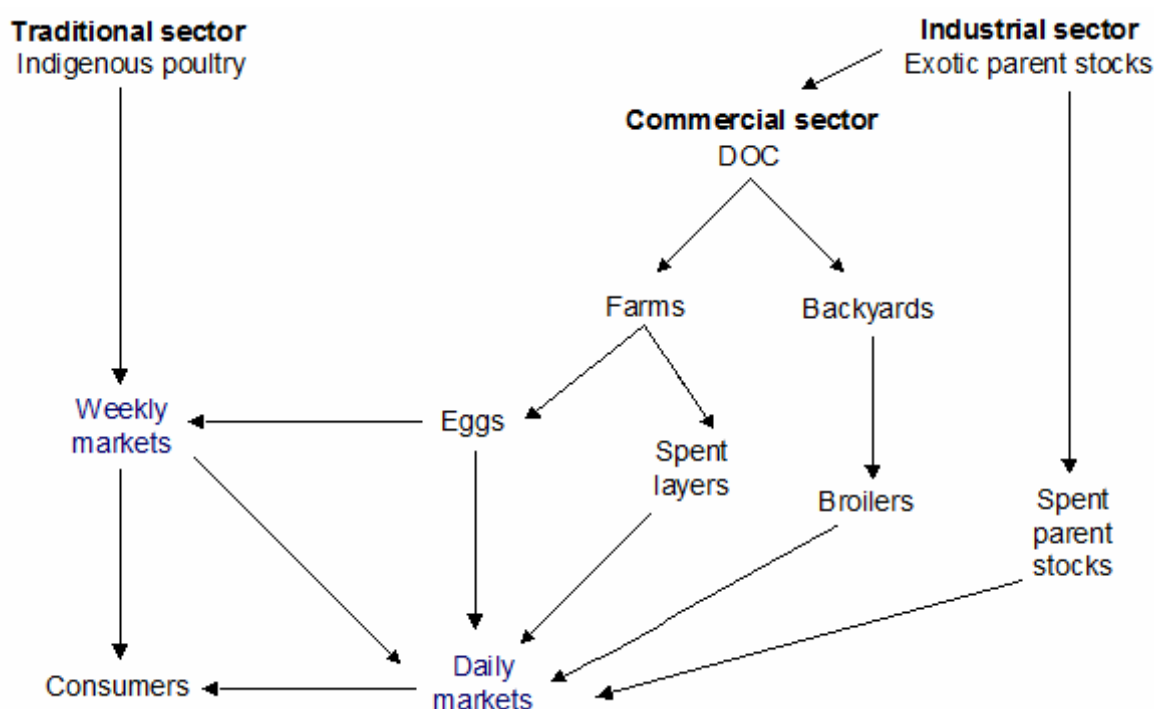 Traditional sector
Indigenous poultry
Industrial sector
Exotic parent stocks
Commercial sector
DOC
Farms
Backyards
Weekly
markets
Eggs
Spent
layers
Broilers
Spent
parent
stocks
Consumers
Daily
markets